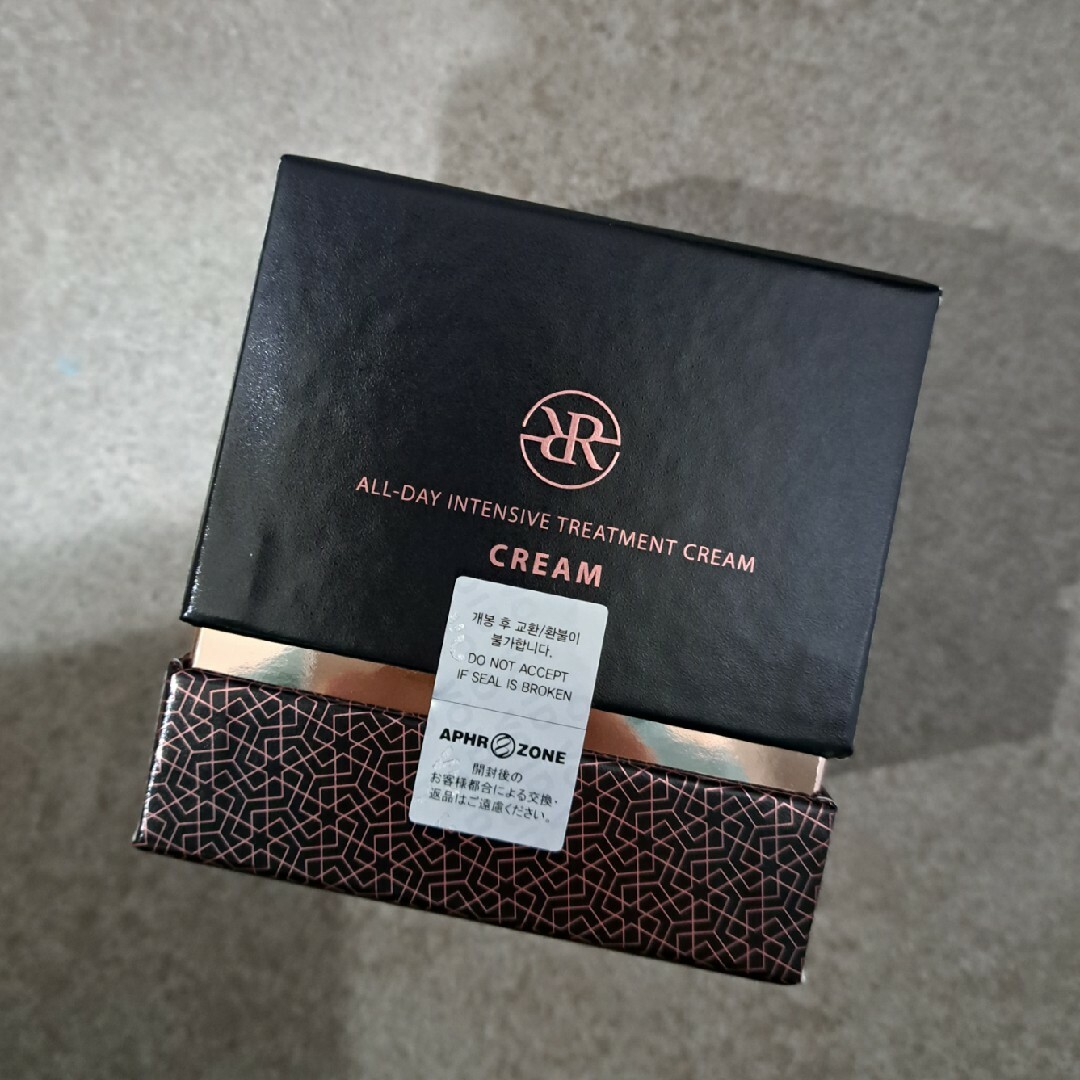 RR
ALL-DAY INTENSIVE TREATMENT CREAM
CREAM
개봉 후 교환/환불이
불가합니다.
DO NOT ACCEPT
IF SEAL IS BROKEN
APHROZONE
開封後の
お客様都合による交換・
返品はご遠慮ください。